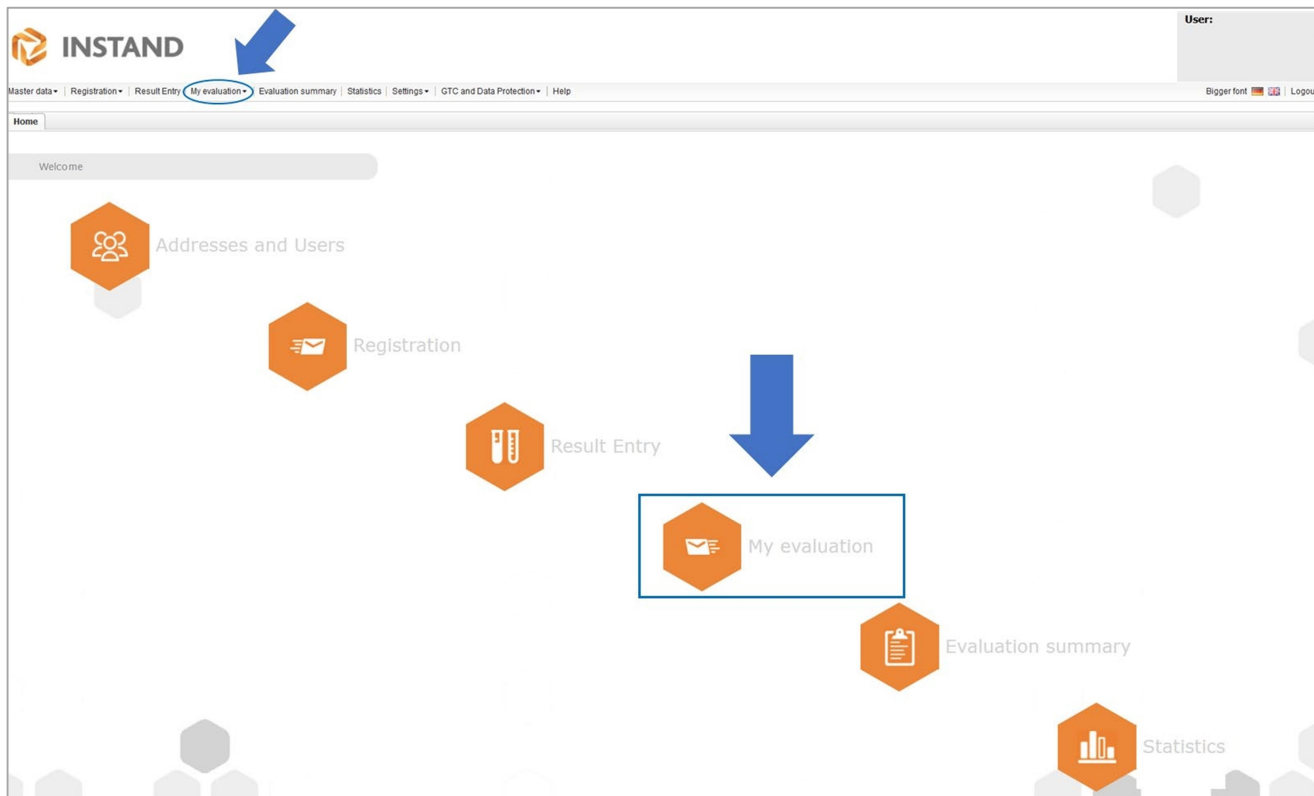 User:
INSTAND
Master data | Registration | Result Entry | My evaluation | Evaluation summary | Statistics | Settings | GTC and Data Protection | Help
Bigger font | Logou
Home
Welcome
Addresses and Users
Registration
Result Entry
My evaluation
Evaluation summary
Statistics